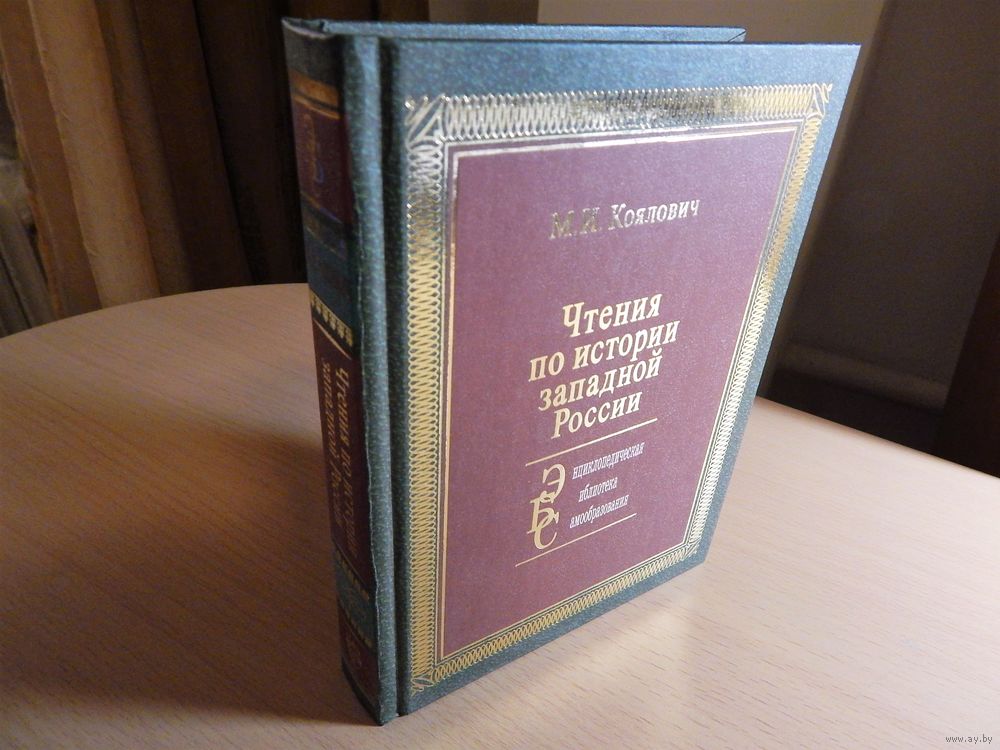 М.И. Коялович
Чтения
по истории
западной
России
Энциклопедическая
Библиотека
Самообразования
Чтения по истории
западной России
www.ay.by